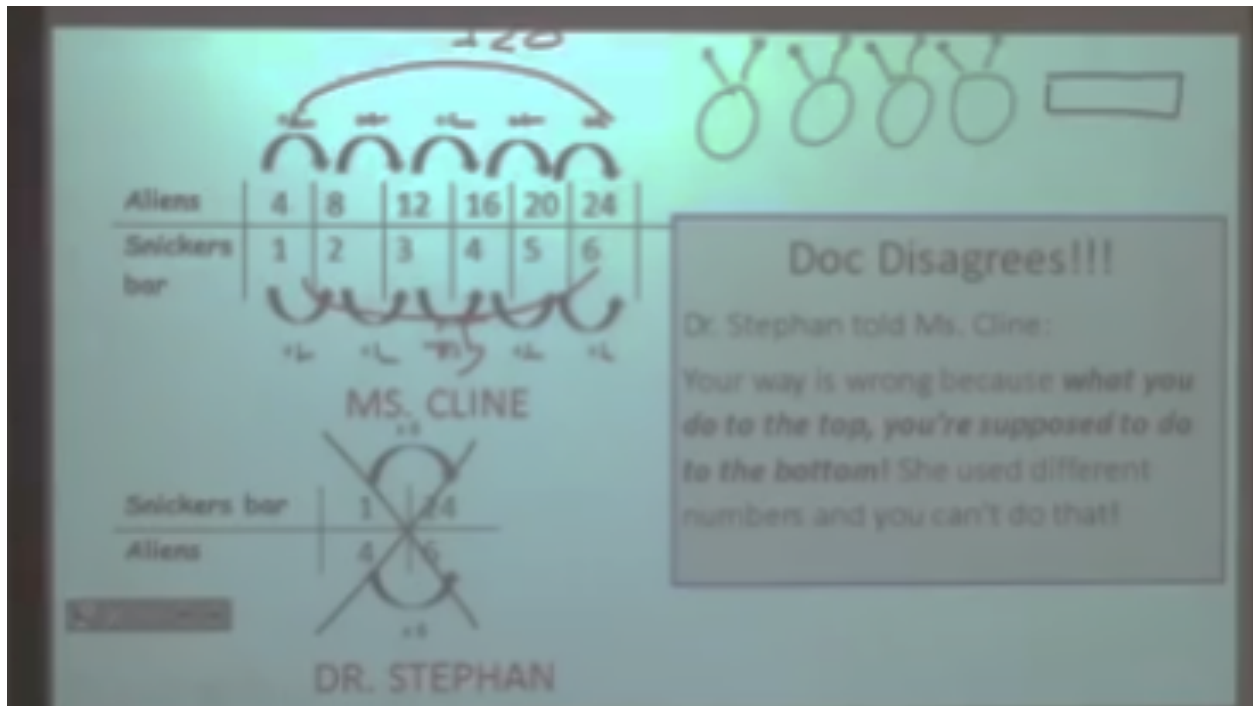 Aliens 4 8 12 16 20 24
Snickers 1 2 3 4 5 6
bar
MS. CLINE
Snickers bar 1 24
Aliens 4 6
DR. STEPHAN
Doc Disagrees!!!
Dr. Stephan told Ms. Cline:
Your way is wrong because what you
do to the top, you're supposed to do
to the bottom! She used different
numbers and you can't do that!